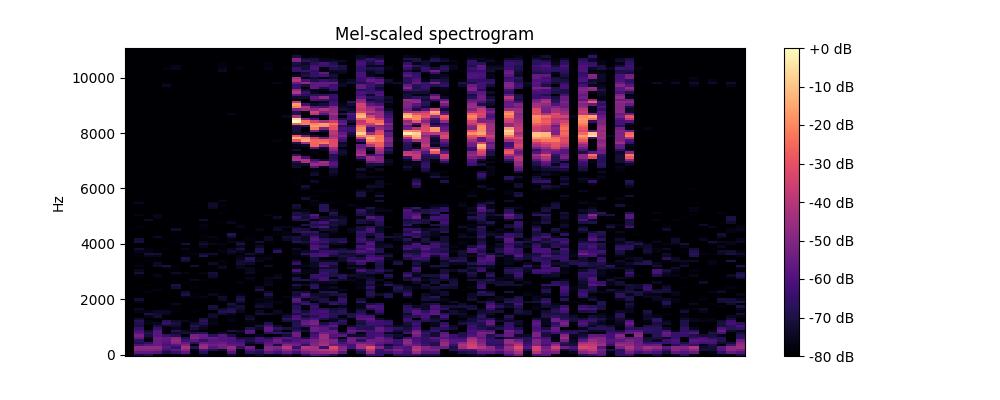 Mel-scaled spectrogram
Hz
10000
8000
6000
4000
2000
0
+0 dB
-10 dB
-20 dB
-30 dB
-40 dB
-50 dB
-60 dB
-70 dB
-80 dB